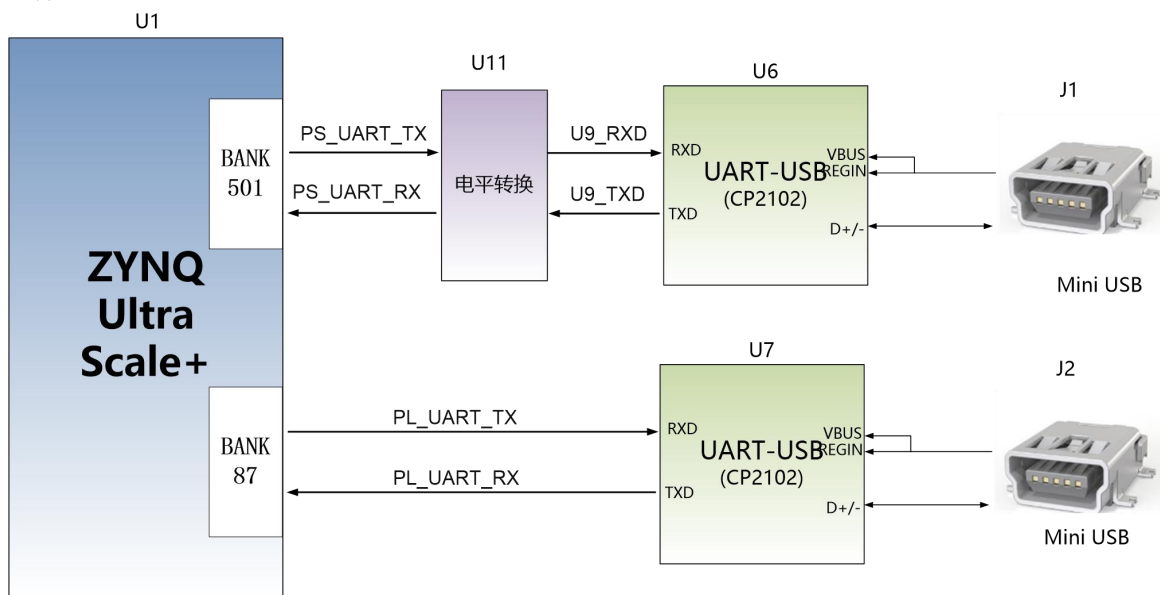 U1
ZYNQ
Ultra
Scale+
BANK
501
BANK
87
PS_UART_TX
PS_UART_RX
U11
电平转换
U9_RXD
U9_TXD
U6
RXD
TXD
UART-USB
(CP2102)
VBUS
REGIN
D+/-
J1
Mini USB
PL_UART_TX
PL_UART_RX
U7
RXD
TXD
UART-USB
(CP2102)
VBUS
REGIN
D+/-
J2
Mini USB